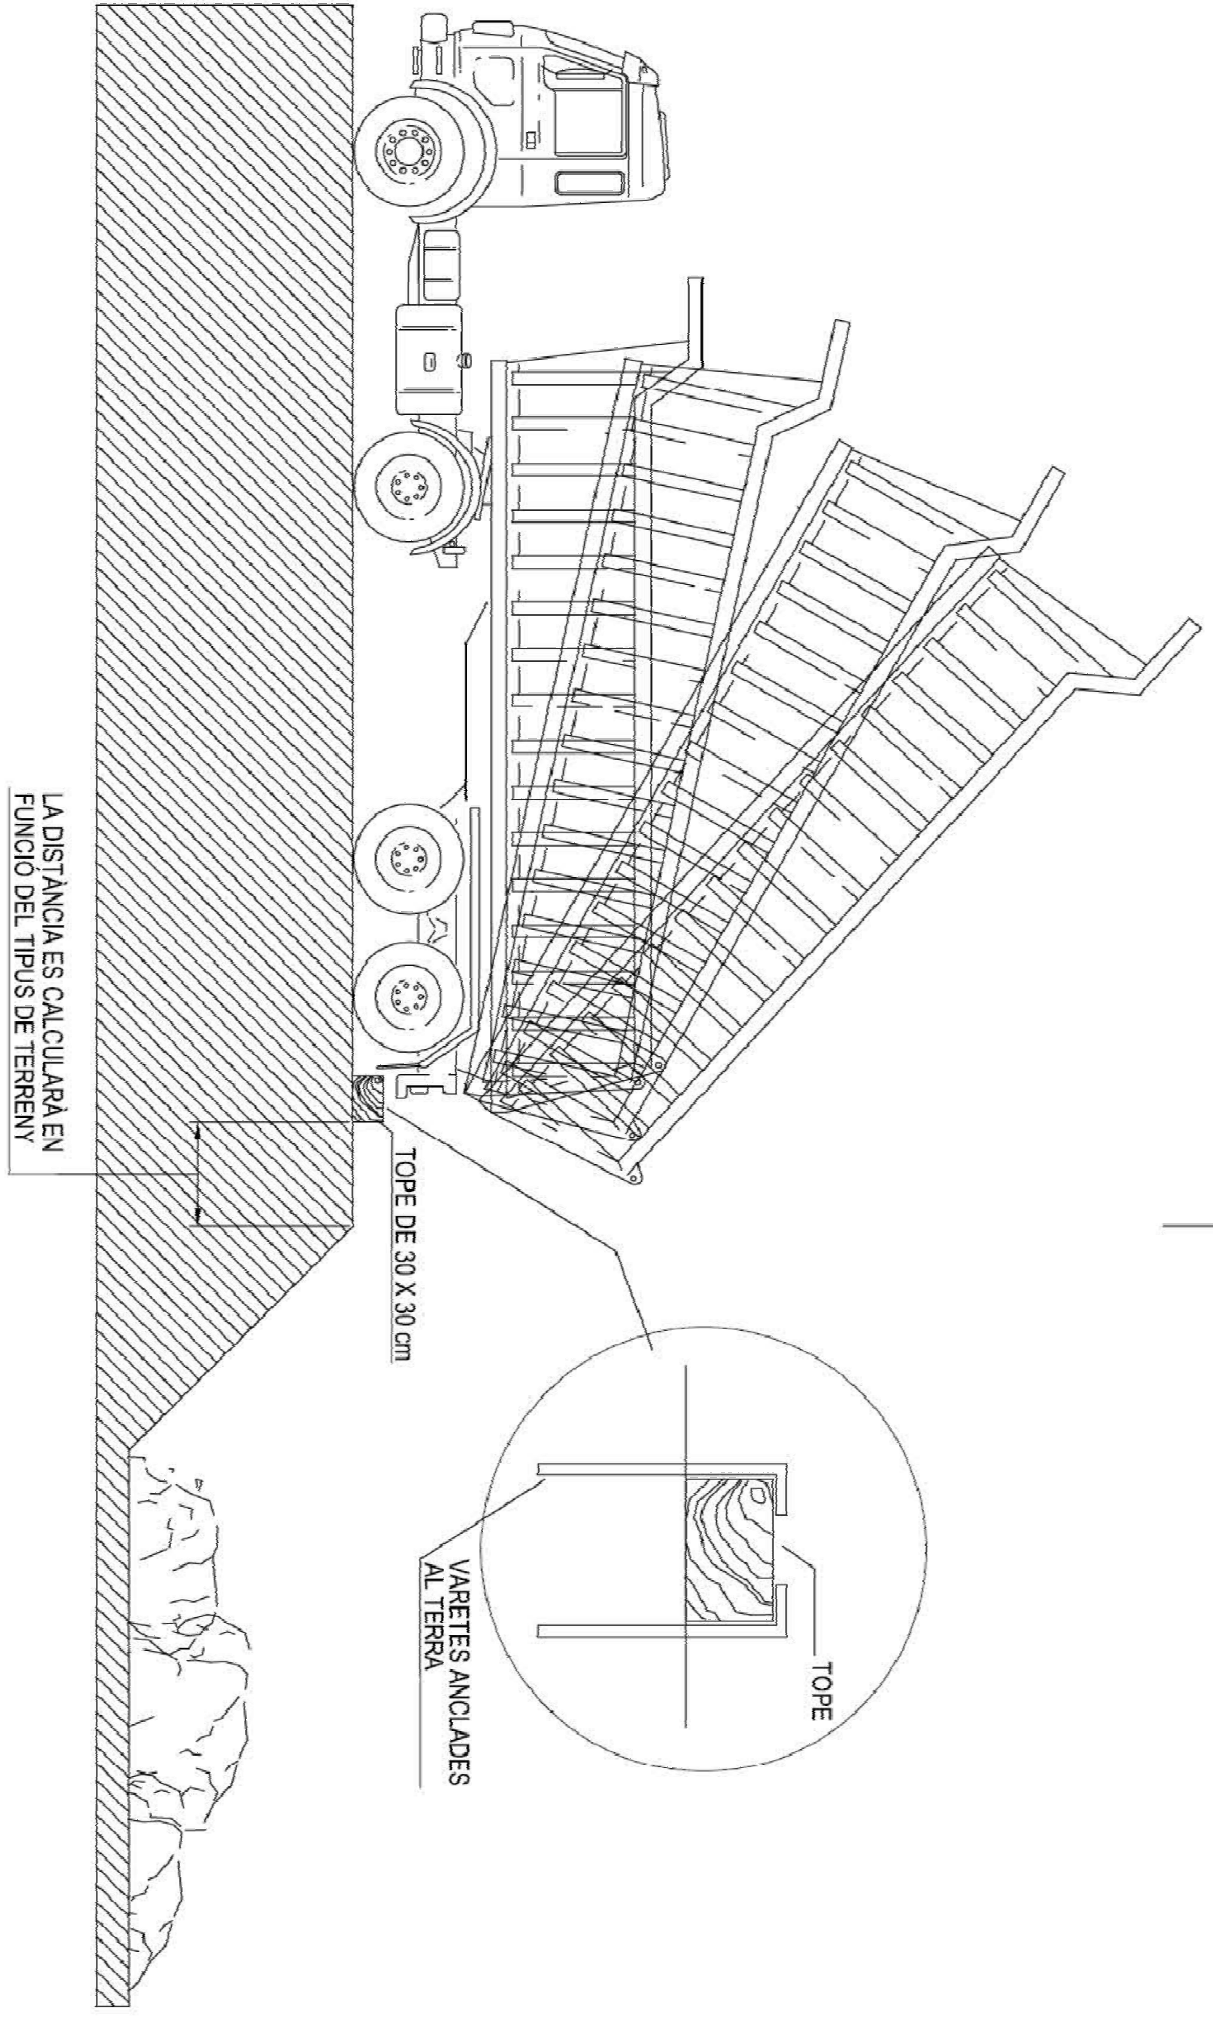 TOPE
VARETES ANCLADES
AL TERRA
TOPE DE 30 X 30 cm
LA DISTÀNCIA ES CALCULARÀ EN
FUNCIÓ DEL TIPUS DE TERRENY